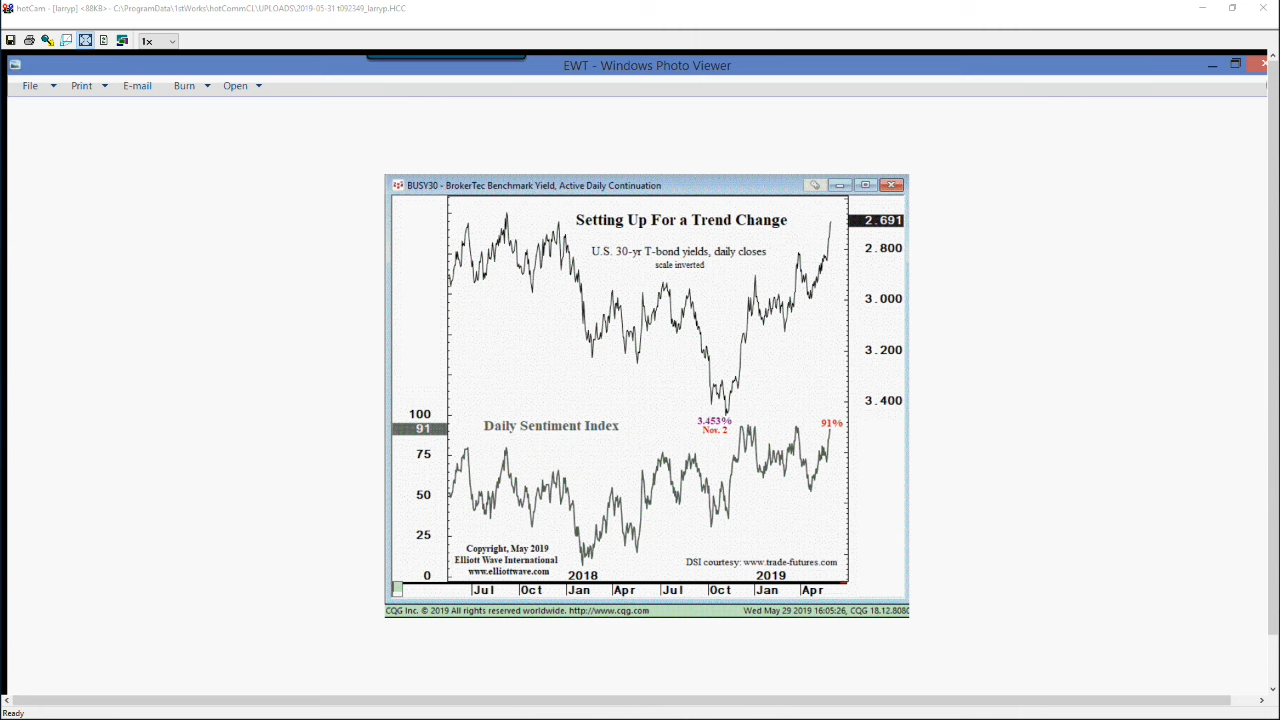 hotCam - [larryp] <88KB> - C:\ProgramData\1stWorks\hotCommCL\UPLOADS\2019-05-31 t092349_larryp.HCC
1x
EWT - Windows Photo Viewer
File Print E-mail Burn Open
BUSY30 - BrokerTec Benchmark Yield, Active Daily Continuation
Setting Up For a Trend Change
2.691
U.S. 30-yr T-bond yields, daily closes
2.800
scale inverted
3.000
3.200
3.400
100
3.453%
91%
Daily Sentiment Index
91
Nov. 2
75
50
25
Copyright, May 2019
Elliott Wave International
DSI courtesy: www.trade-futures.com
www.elliottwave.com
0
2018
2019
Jul Oct Jan Apr Jul Oct Jan Apr
CQG Inc. © 2019 All rights reserved worldwide. http://www.cqg.com
Wed May 29 2019 16:05:26, CQG 18.12.8080
Ready